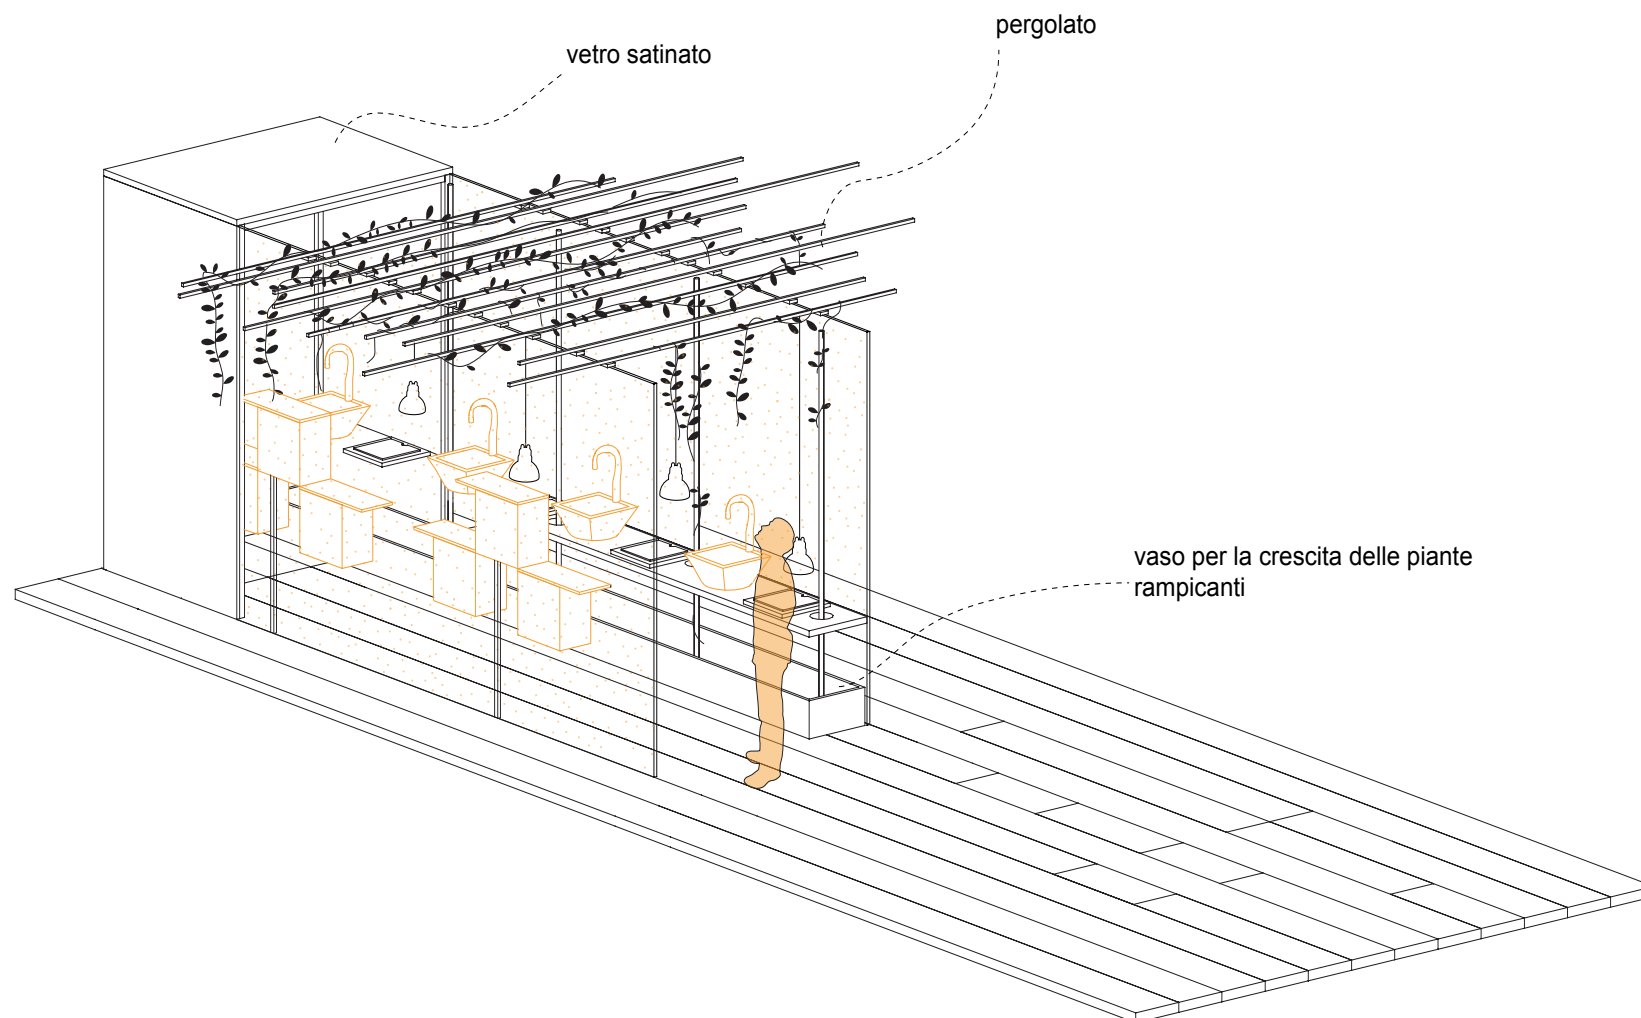 pergolato
vetro satinato
vaso per la crescita delle piante
rampicanti